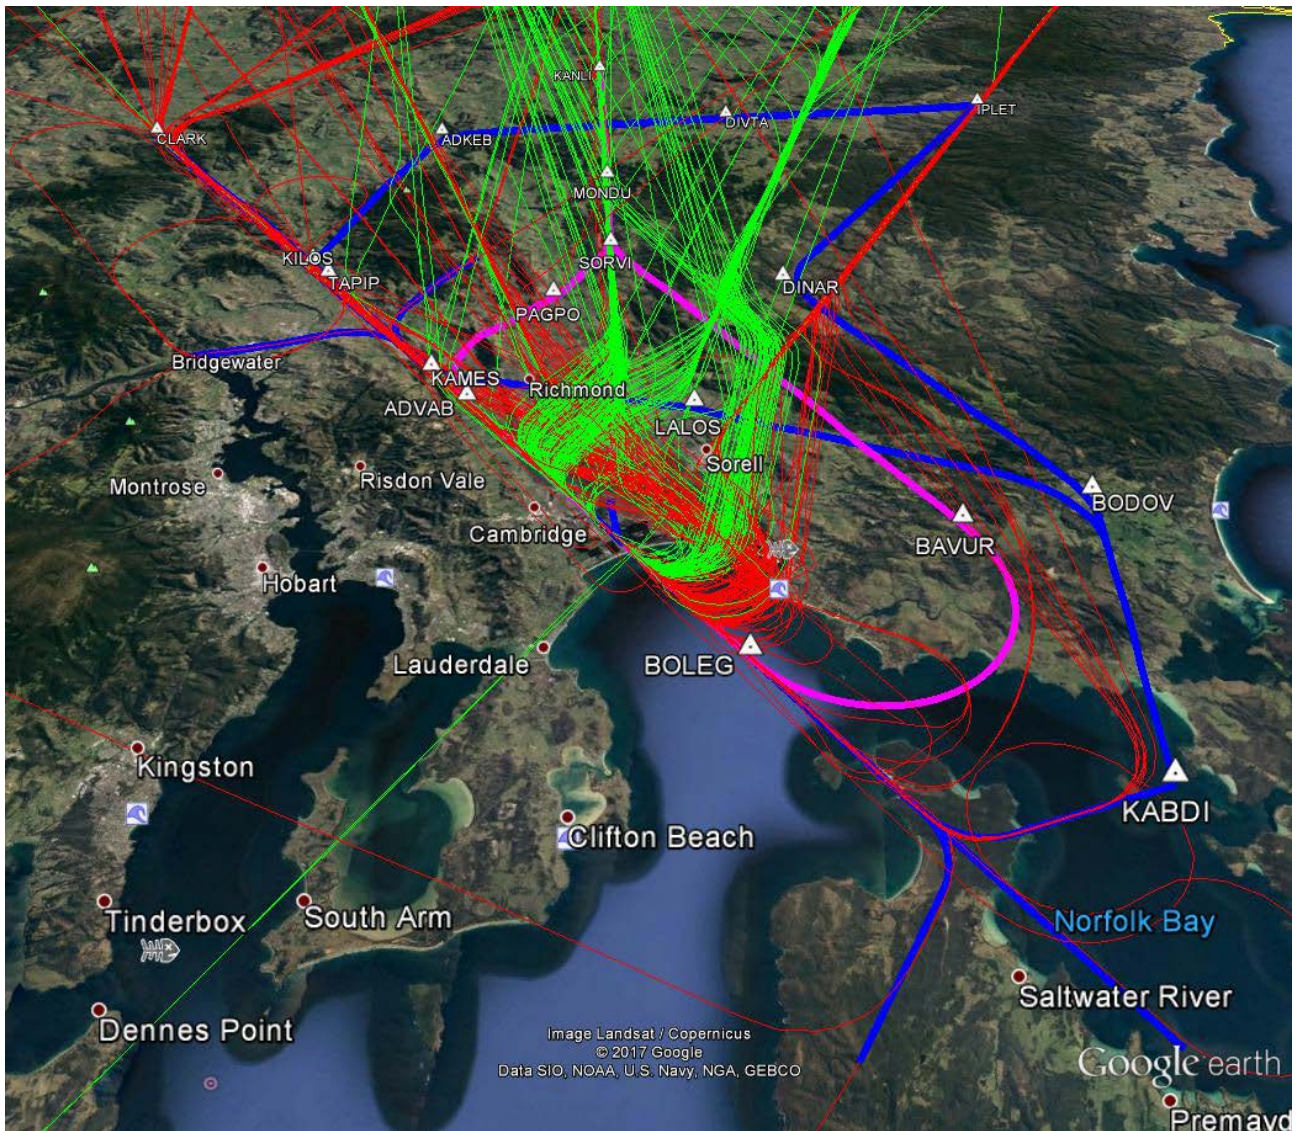 KANLI
IPLET
DIVTA
CLARK
ADKEB
MONDU
KILOS
SORVI
TAPIP
DINAR
PAGPO
Bridgewater
KAMES
Richmond
ADVAB
LALOS
Sorell
Montrose
Risdon Vale
BODOV
Cambridge
BAVUR
Hobart
Lauderdale
BOLEG
Kingston
KABDI
Clifton Beach
Tinderbox
South Arm
Norfolk Bay
Saltwater River
Dennes Point
Image Landsat / Copernicus
© 2017 Google
Data SIO, NOAA, U.S. Navy, NGA, GEBCO
Google earth
Premayd